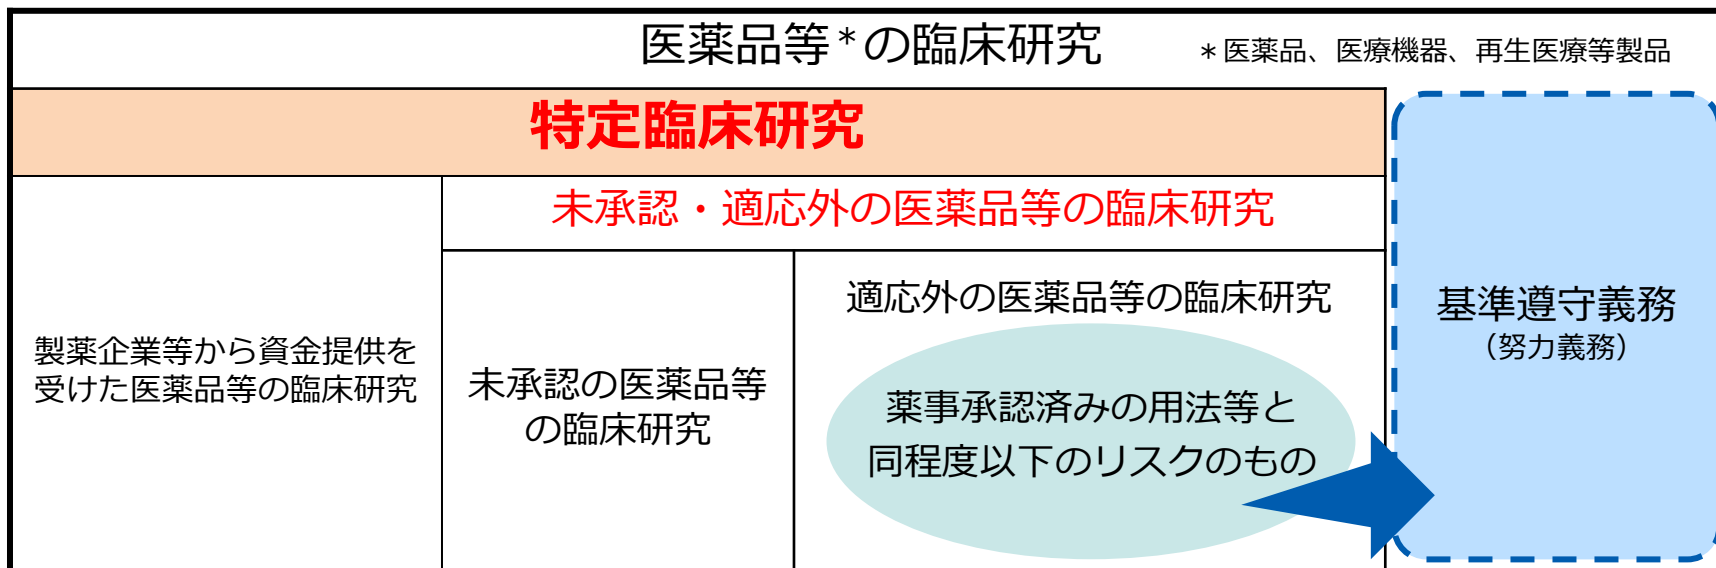 医薬品等*の臨床研究
*医薬品、医療機器、再生医療等製品
特定臨床研究
未承認・適応外の医薬品等の臨床研究
製薬企業等から資金提供を
受けた医薬品等の臨床研究
未承認の医薬品等
の臨床研究
適応外の医薬品等の臨床研究
薬事承認済みの用法等と
同程度以下のリスクのもの
基準遵守義務
（努力義務）